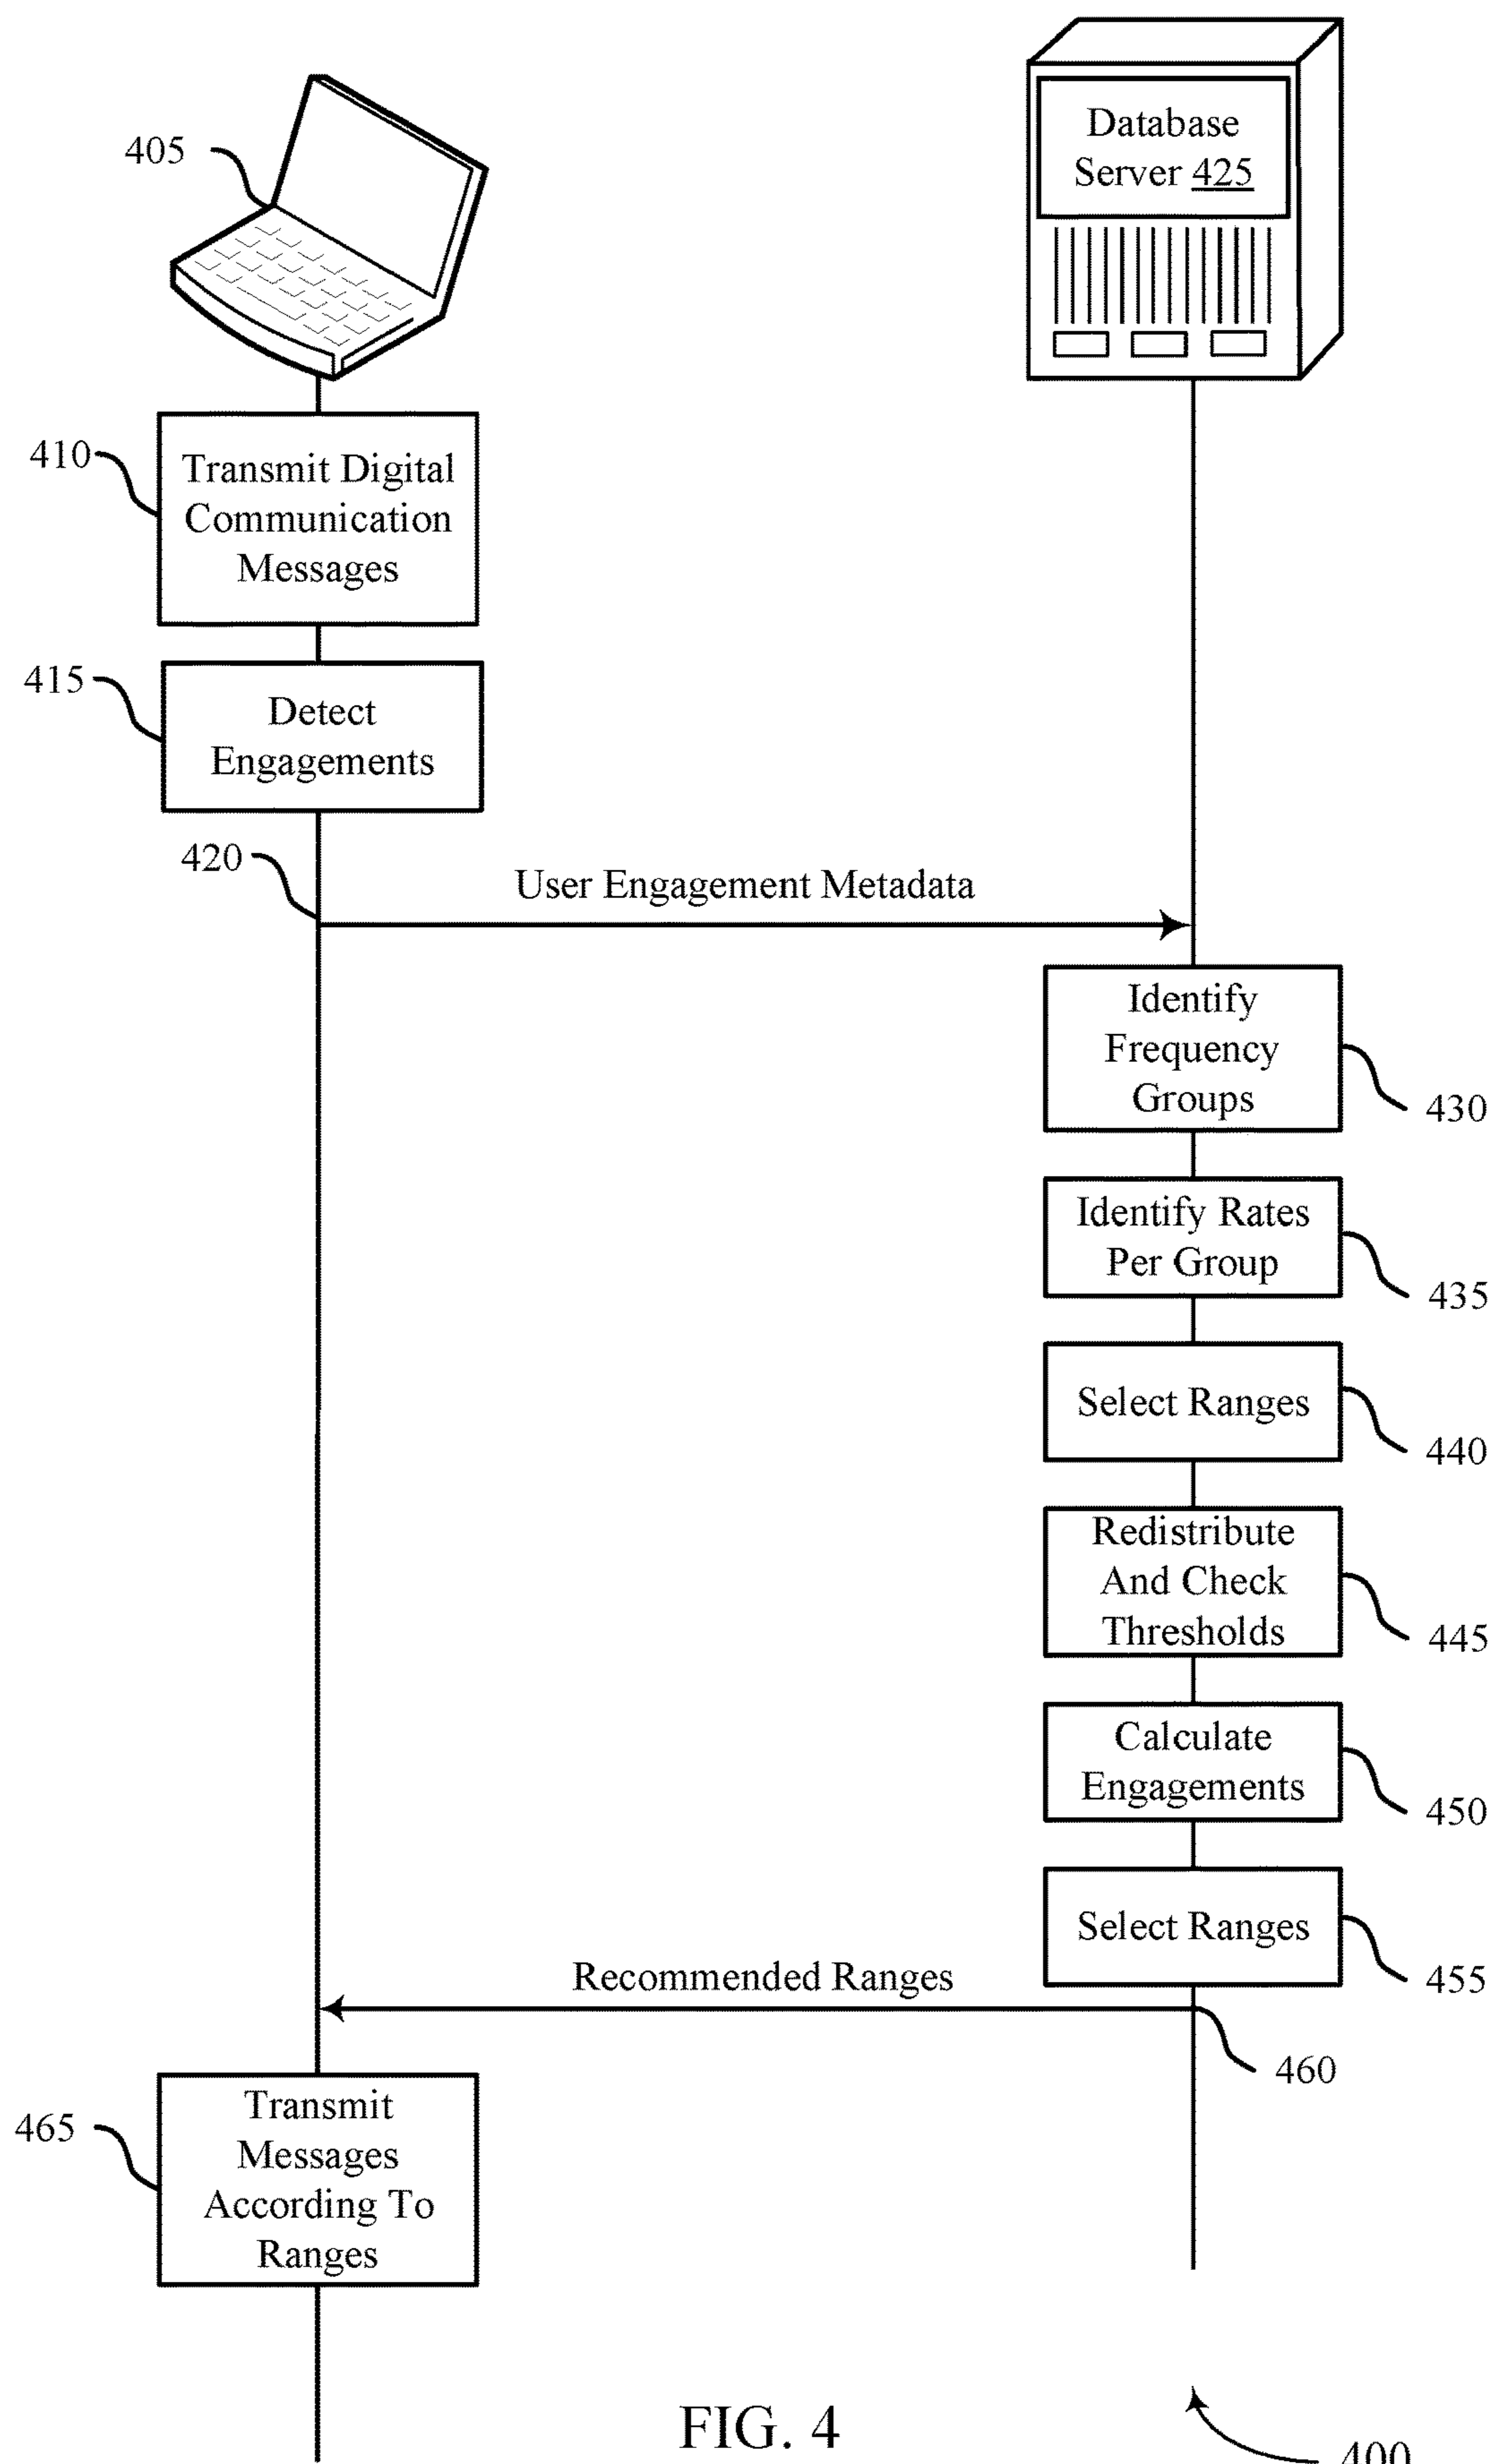 405
Database
Server 425
410
Transmit Digital
Communication
Messages
415
Detect
Engagements
420
User Engagement Metadata
Identify
Frequency
Groups
430
Identify Rates
Per Group
435
Select Ranges
440
Redistribute
And Check
Thresholds
445
Calculate
Engagements
450
Select Ranges
455
Recommended Ranges
460
465
Transmit
Messages
According To
Ranges
FIG. 4
400